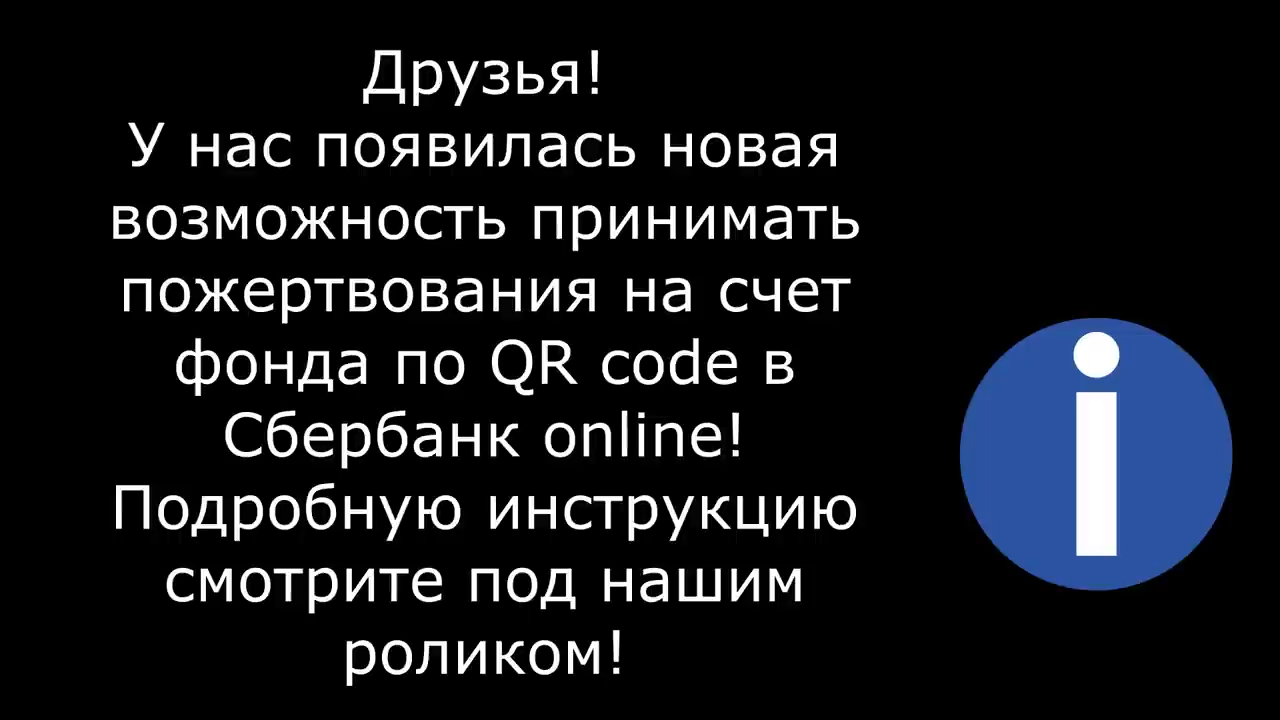 Друзья!
У нас появилась новая
возможность принимать
пожертвования на счет
фонда по QR code в
Сбербанк online!
Подробную инструкцию
смотрите под нашим
роликом!